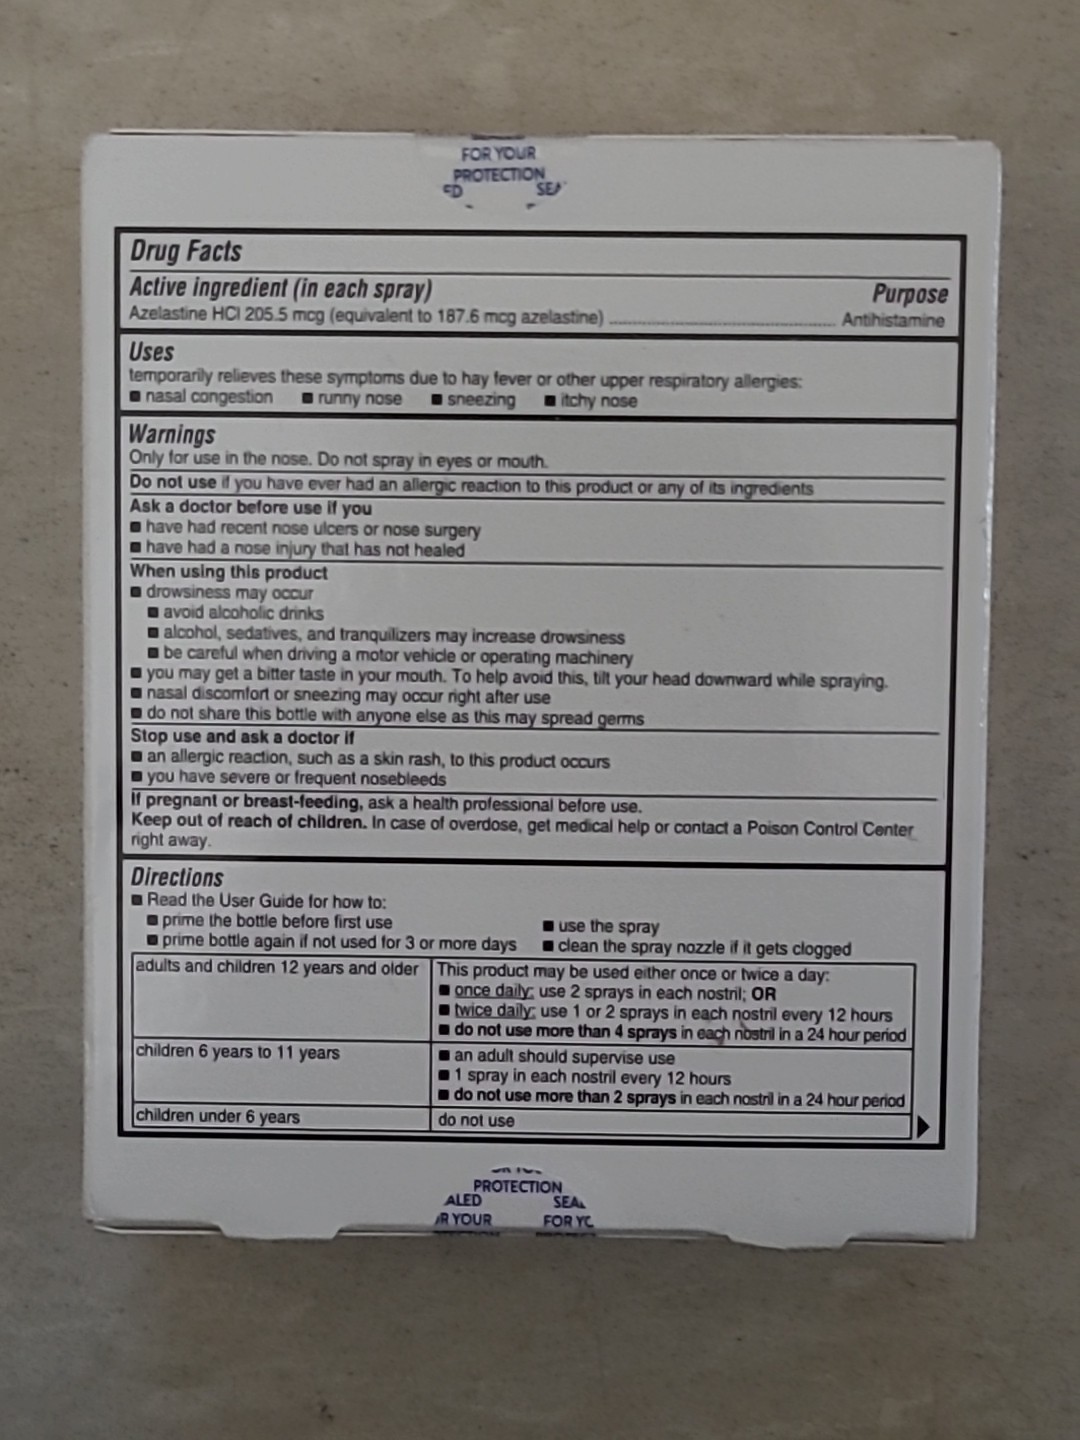 FOR YOUR
PROTECTION
Drug Facts
Active ingredient (in each spray) Purpose
Azelastine HCl 205.5 mcg (equivalent to 187.6 mcg azelastine) ........................................ Antihistamine
Uses
temporarily relieves these symptoms due to hay fever or other upper respiratory allergies:
■ nasal congestion ■ runny nose ■ sneezing ■ itchy nose
Warnings
Only for use in the nose. Do not spray in eyes or mouth.
Do not use if you have ever had an allergic reaction to this product or any of its ingredients
Ask a doctor before use if you
■ have had recent nose ulcers or nose surgery
■ have had a nose injury that has not healed
When using this product
■ drowsiness may occur
■ avoid alcoholic drinks
■ alcohol, sedatives, and tranquilizers may increase drowsiness
■ be careful when driving a motor vehicle or operating machinery
■ you may get a bitter taste in your mouth. To help avoid this, tilt your head downward while spraying.
■ nasal discomfort or sneezing may occur right after use
■ do not share this bottle with anyone else as this may spread germs
Stop use and ask a doctor if
■ an allergic reaction, such as a skin rash, to this product occurs
■ you have severe or frequent nosebleeds
If pregnant or breast-feeding, ask a health professional before use.
Keep out of reach of children. In case of overdose, get medical help or contact a Poison Control Center
right away.
Directions
■ Read the User Guide for how to:
■ prime the bottle before first use ■ use the spray
■ prime bottle again if not used for 3 or more days ■ clean the spray nozzle if it gets clogged
adults and children 12 years and older This product may be used either once or twice a day:
■ once daily: use 2 sprays in each nostril; OR
■ twice daily: use 1 or 2 sprays in each nostril every 12 hours
■ do not use more than 4 sprays in each nostril in a 24 hour period
children 6 years to 11 years ■ an adult should supervise use
■ 1 spray in each nostril every 12 hours
■ do not use more than 2 sprays in each nostril in a 24 hour period
children under 6 years do not use
PROTECTION
ALED SEA
R YOUR FOR YO